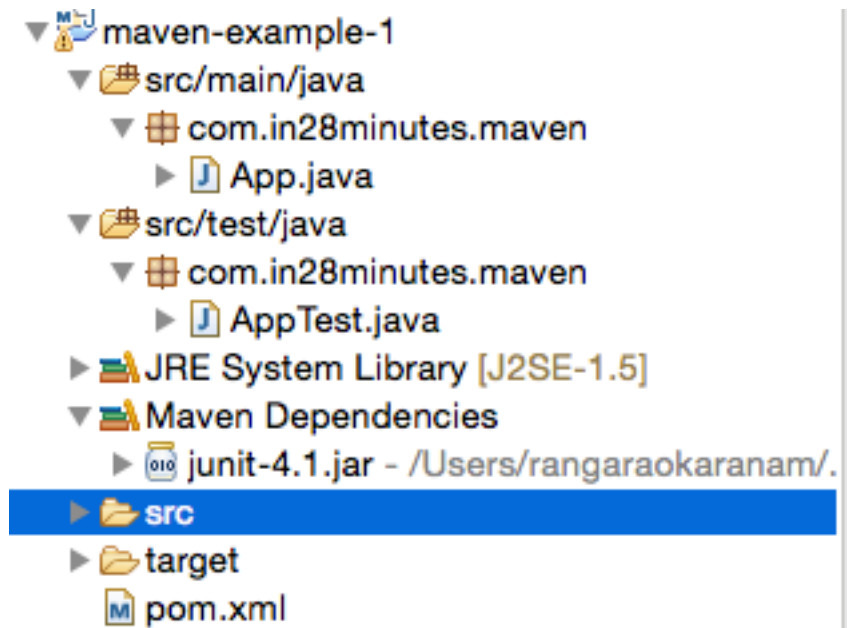 maven-example-1
src/main/java
com.in28minutes.maven
App.java
src/test/java
com.in28minutes.maven
AppTest.java
JRE System Library [J2SE-1.5]
Maven Dependencies
junit-4.1.jar - /Users/rangaraokaranam/.
src
target
pom.xml